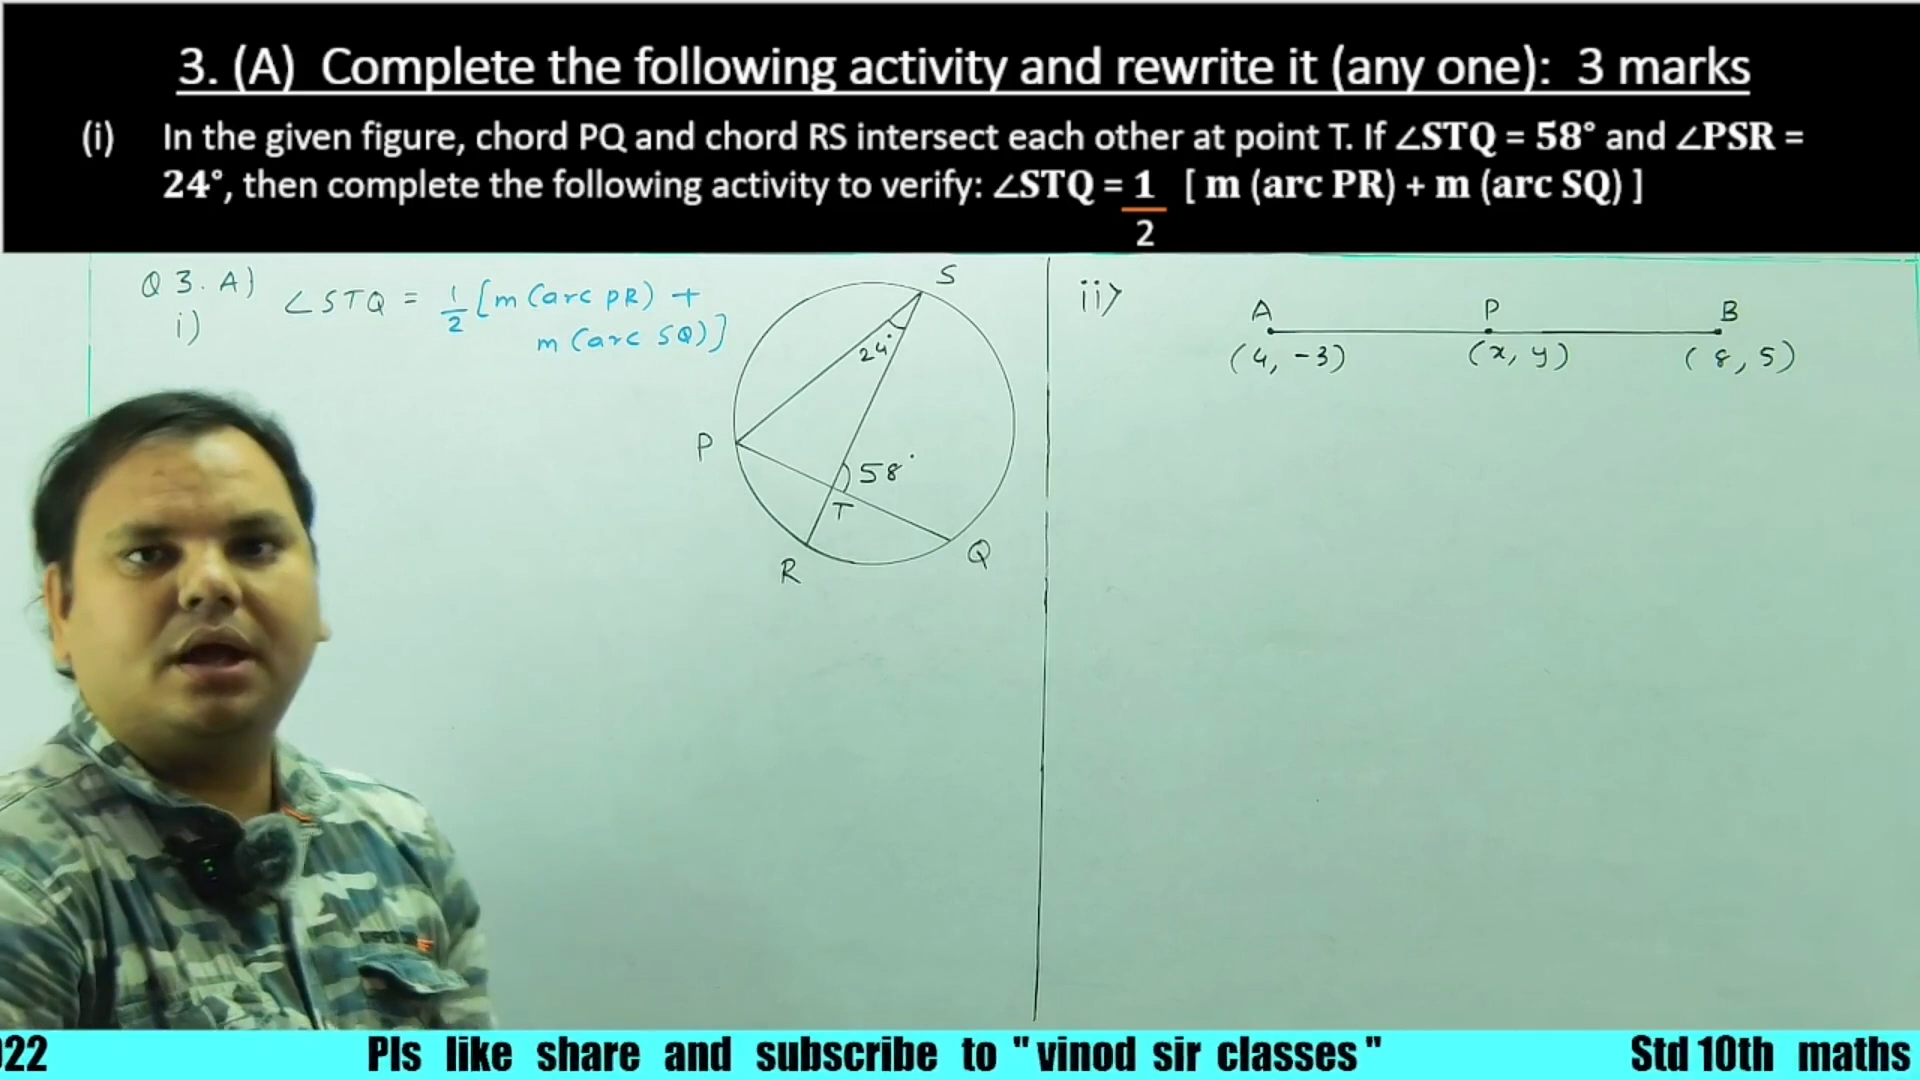 3. (A) Complete the following activity and rewrite it (any one): 3 marks
(i) In the given figure, chord PQ and chord RS intersect each other at point T. If ∠STQ = 58° and ∠PSR =
24°, then complete the following activity to verify: ∠STQ = 1 [ m (arc PR) + m (arc SQ) ]
2
Q 3. A)
i)
∠STQ = 1/2 [m (arc PR) +
m (arc SQ)]
S
24°
P
58°
T
R
Q
ii)
A P B
(4, -3) (x, y) (8, 5)
022 Pls like share and subscribe to "vinod sir classes" Std 10th maths